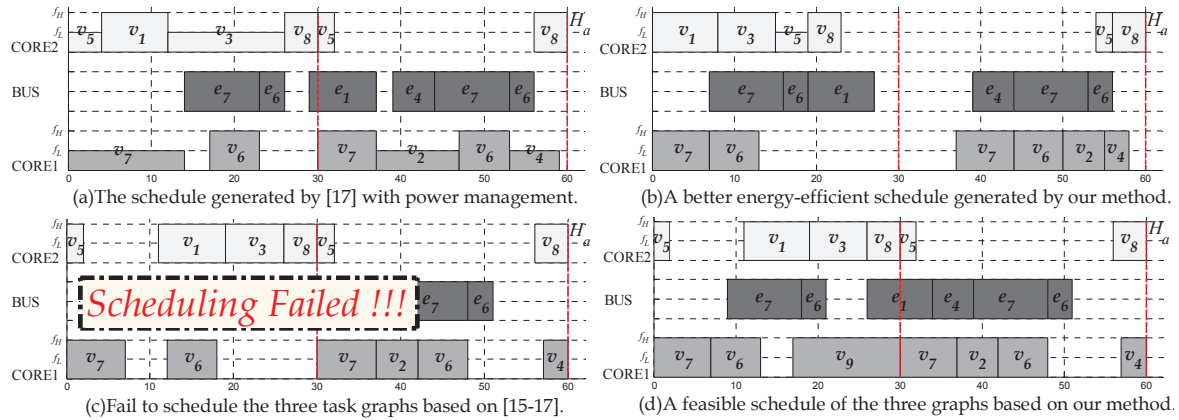 f_H
f_L
CORE2
v_5 v_1 v_3 v_8 v_5 v_8 H_a
BUS
e_7 e_6 e_1 e_4 e_7 e_6
f_H
f_L
CORE1
v_7 v_6 v_7 v_2 v_6 v_4
0 10 20 30 40 50 60
(a)The schedule generated by [17] with power management.
f_H
f_L
CORE2
v_1 v_3 v_5 v_8 v_5 v_8 H_a
BUS
e_7 e_6 e_1 e_4 e_7 e_6
f_H
f_L
CORE1
v_7 v_6 v_7 v_6 v_2 v_4
0 10 20 30 40 50 60
(b)A better energy-efficient schedule generated by our method.
f_H
f_L
CORE2
v_5 v_1 v_3 v_8 v_5 v_8 H_a
BUS
Scheduling Failed !!!
e_7 e_6
f_H
f_L
CORE1
v_7 v_6 v_7 v_2 v_6 v_4
0 10 20 30 40 50 60
(c)Fail to schedule the three task graphs based on [15-17].
f_H
f_L
CORE2
v_5 v_1 v_3 v_8 v_5 v_8 H_a
BUS
e_7 e_6 e_1 e_4 e_7 e_6
f_H
f_L
CORE1
v_7 v_6 v_9 v_7 v_2 v_6 v_4
0 10 20 30 40 50 60
(d)A feasible schedule of the three graphs based on our method.